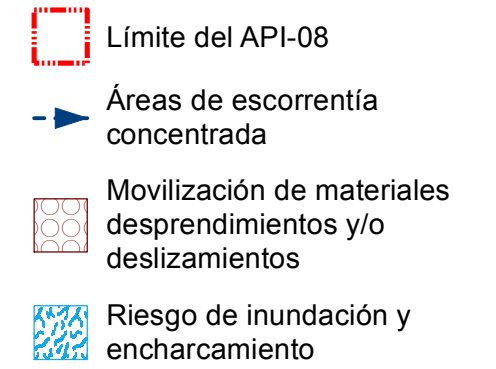 Límite del API-08
Áreas de escorrentía
concentrada
Movilización de materiales
desprendimientos y/o
deslizamientos
Riesgo de inundación y
encharcamiento